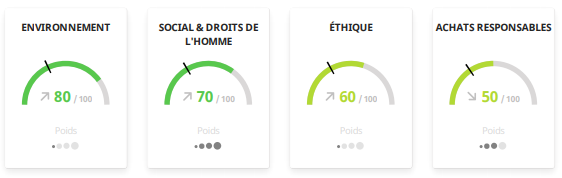 ENVIRONNEMENT
80 / 100
Poids
SOCIAL & DROITS DE
L'HOMME
70 / 100
Poids
ÉTHIQUE
60 / 100
Poids
ACHATS RESPONSABLES
50 / 100
Poids